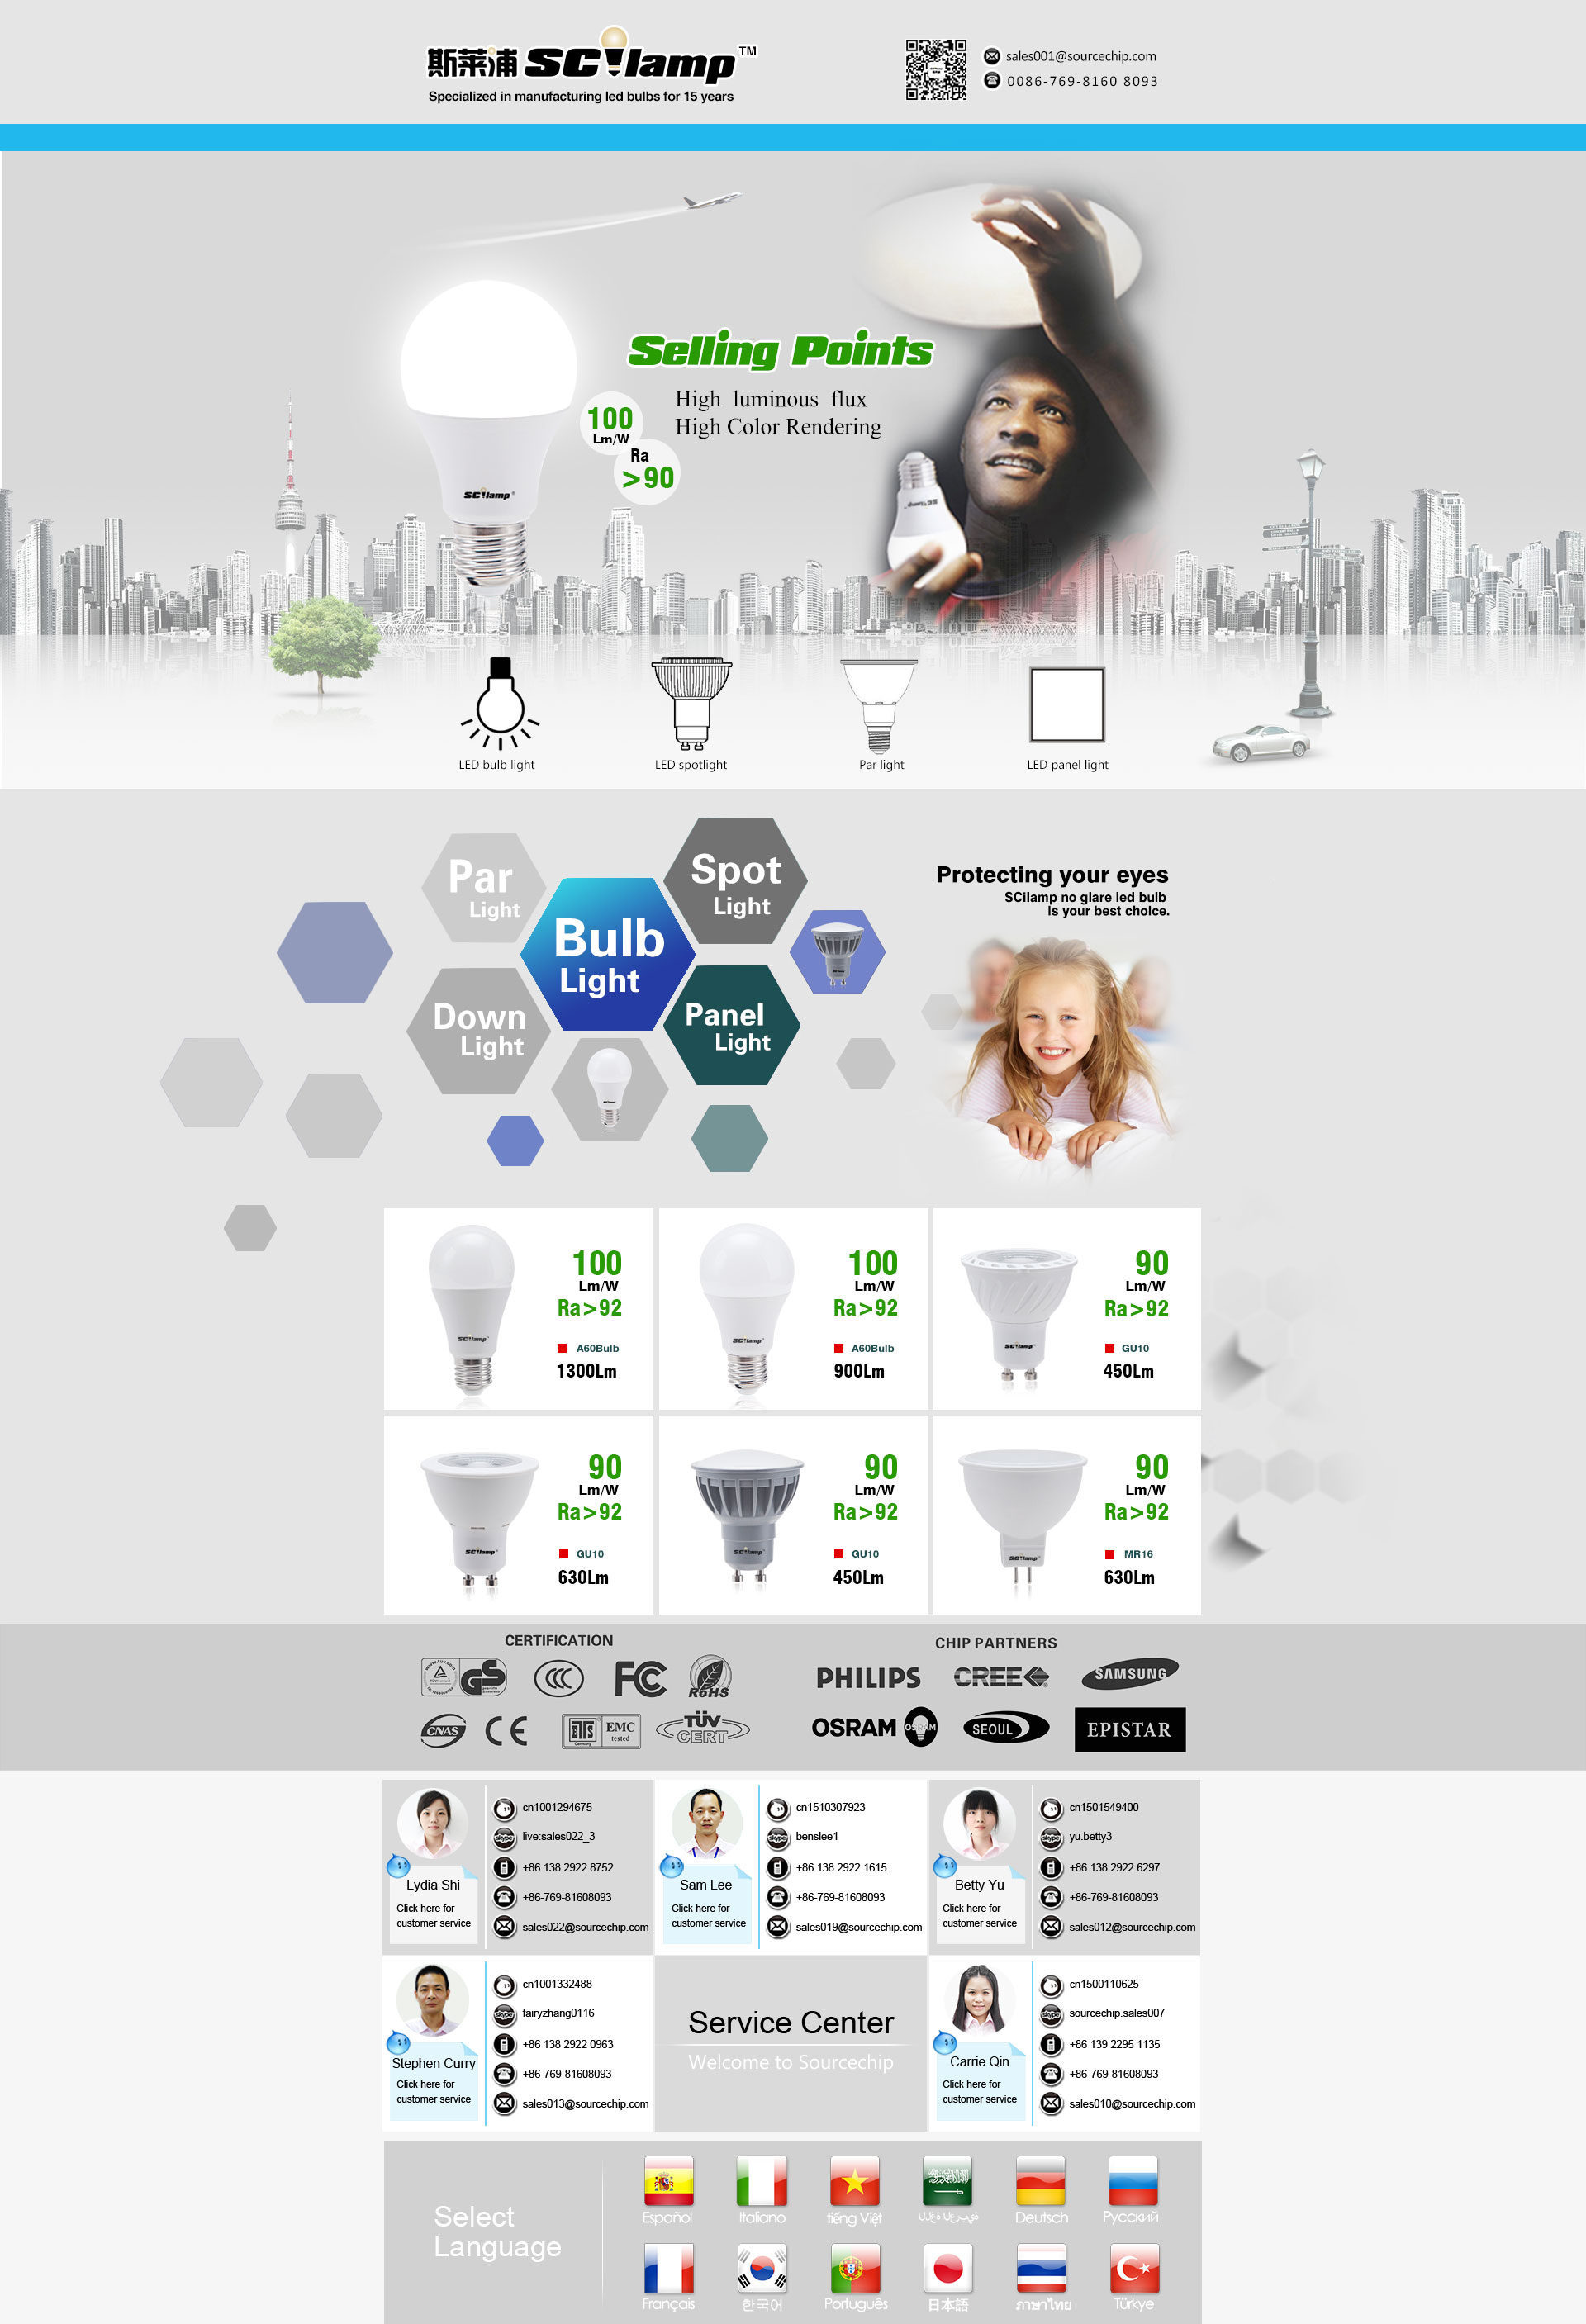 斯莱浦 SCilamp™
Specialized in manufacturing led bulbs for 15 years
sales001@sourcechip.com
0086-769-8160 8093
Selling Points
High luminous flux
High Color Rendering
100
Lm/W
Ra
>90
SCilamp
LED bulb light
LED spotlight
Par light
LED panel light
Par
Light
Spot
Light
Bulb
Light
Down
Light
Panel
Light
Protecting your eyes
SCilamp no glare led bulb
is your best choice.
100
Lm/W
Ra>92
A60Bulb
1300Lm
SCilamp
100
Lm/W
Ra>92
A60Bulb
900Lm
SCilamp
90
Lm/W
Ra>92
GU10
450Lm
SCilamp
90
Lm/W
Ra>92
GU10
630Lm
SCilamp
90
Lm/W
Ra>92
GU10
450Lm
SCilamp
90
Lm/W
Ra>92
MR16
630Lm
SCilamp
CERTIFICATION
GS
CCC
FC
RoHS
CNAS
CE
BTS
Germany
EMC
tested
TÜV
CERT
CHIP PARTNERS
PHILIPS
CREE
SAMSUNG
OSRAM
OSRAM
SEOUL
EPISTAR
Lydia Shi
Click here for
customer service
cn1001294675
live:sales022_3
+86 138 2922 8752
+86-769-81608093
sales022@sourcechip.com
Sam Lee
Click here for
customer service
cn1510307923
benslee1
+86 138 2922 1615
+86-769-81608093
sales019@sourcechip.com
Betty Yu
Click here for
customer service
cn1501549400
yu.betty3
+86 138 2922 6297
+86-769-81608093
sales012@sourcechip.com
Stephen Curry
Click here for
customer service
cn1001332488
fairyzhang0116
+86 138 2922 0963
+86-769-81608093
sales013@sourcechip.com
Service Center
Welcome to Sourcechip
Carrie Qin
Click here for
customer service
cn1500110625
sourcechip.sales007
+86 139 2295 1135
+86-769-81608093
sales010@sourcechip.com
Select
Language
Español
Italiano
tiếng Việt
Deutsch
Русский
Français
한국어
Português
日本語
ภาษาไทย
Türkye